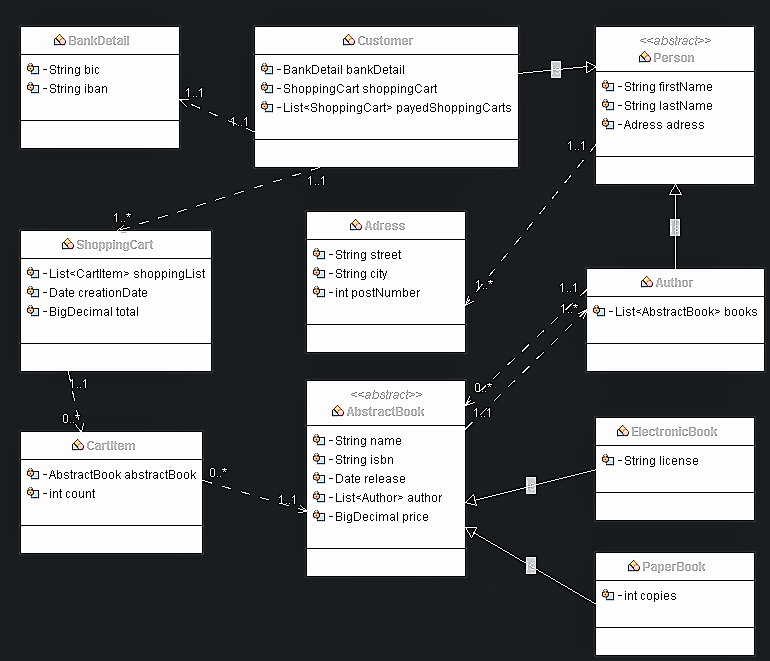 BankDetail
-String bic
-String iban
Customer
-BankDetail bankDetail
-ShoppingCart shoppingCart
-List<ShoppingCart> payedShoppingCarts
<<abstract>>
Person
-String firstName
-String lastName
-Adress adress
1..1
1..1
1..1
1..*
1..1
1..*
ShoppingCart
-List<CartItem> shoppingList
-Date creationDate
-BigDecimal total
Adress
-String street
-String city
-int postNumber
Author
-List<AbstractBook> books
1..1
1..*
0..*
1..1
1..1
0..*
<<abstract>>
AbstractBook
-String name
-String isbn
-Date release
-List<Author> author
-BigDecimal price
CartItem
-AbstractBook abstractBook
-int count
0..*
1..1
ElectronicBook
-String license
PaperBook
-int copies